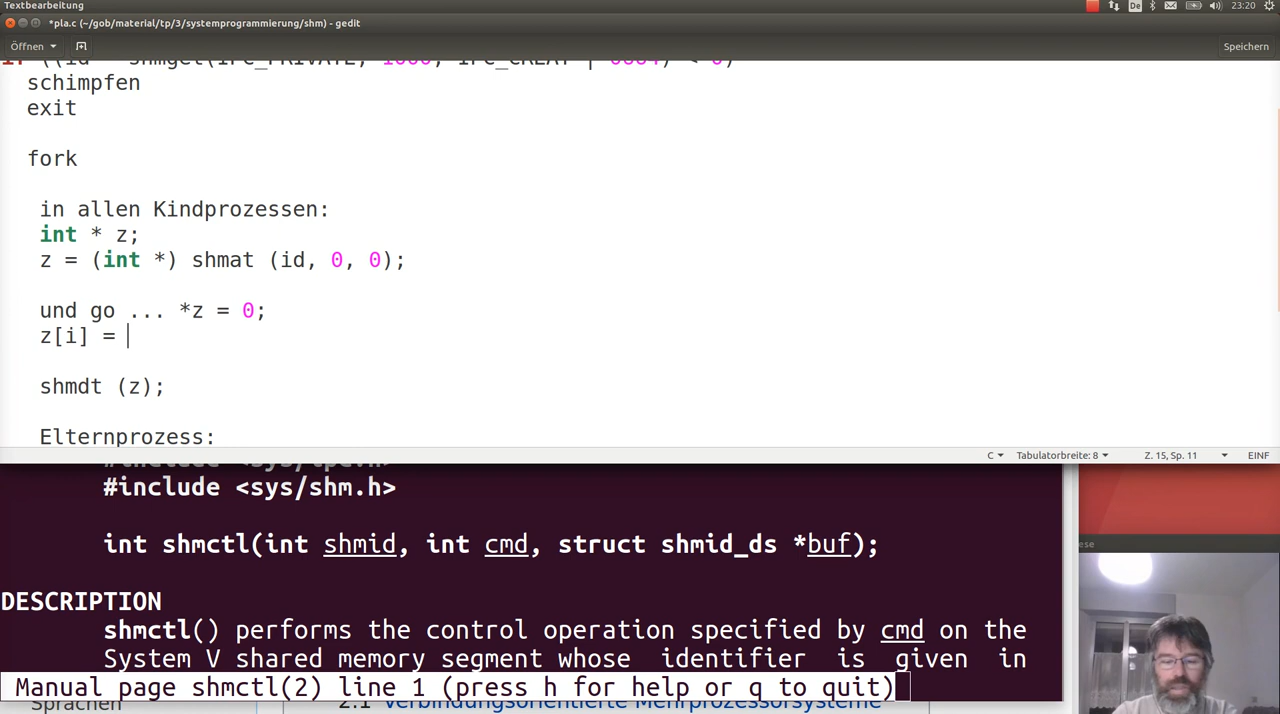 Textbearbeitung De 23:20
*pla.c (~/gob/material/tp/3/systemprogrammierung/shm) - gedit
Öffnen Speichern
schimpfen
exit
fork
in allen Kindprozessen:
int * z;
z = (int *) shmat (id, 0, 0);
und go ... *z = 0;
z[i] =
shmdt (z);
Elternprozess:
C Tabulatorbreite: 8 Z. 15, Sp. 11 EINF
#include <sys/shm.h>
int shmctl(int shmid, int cmd, struct shmid_ds *buf);
DESCRIPTION
shmctl() performs the control operation specified by cmd on the
System V shared memory segment whose identifier is given in
Manual page shmctl(2) line 1 (press h for help or q to quit)
Sprachen 2.1 Verbindungsorientierte Mehrprozessorsysteme